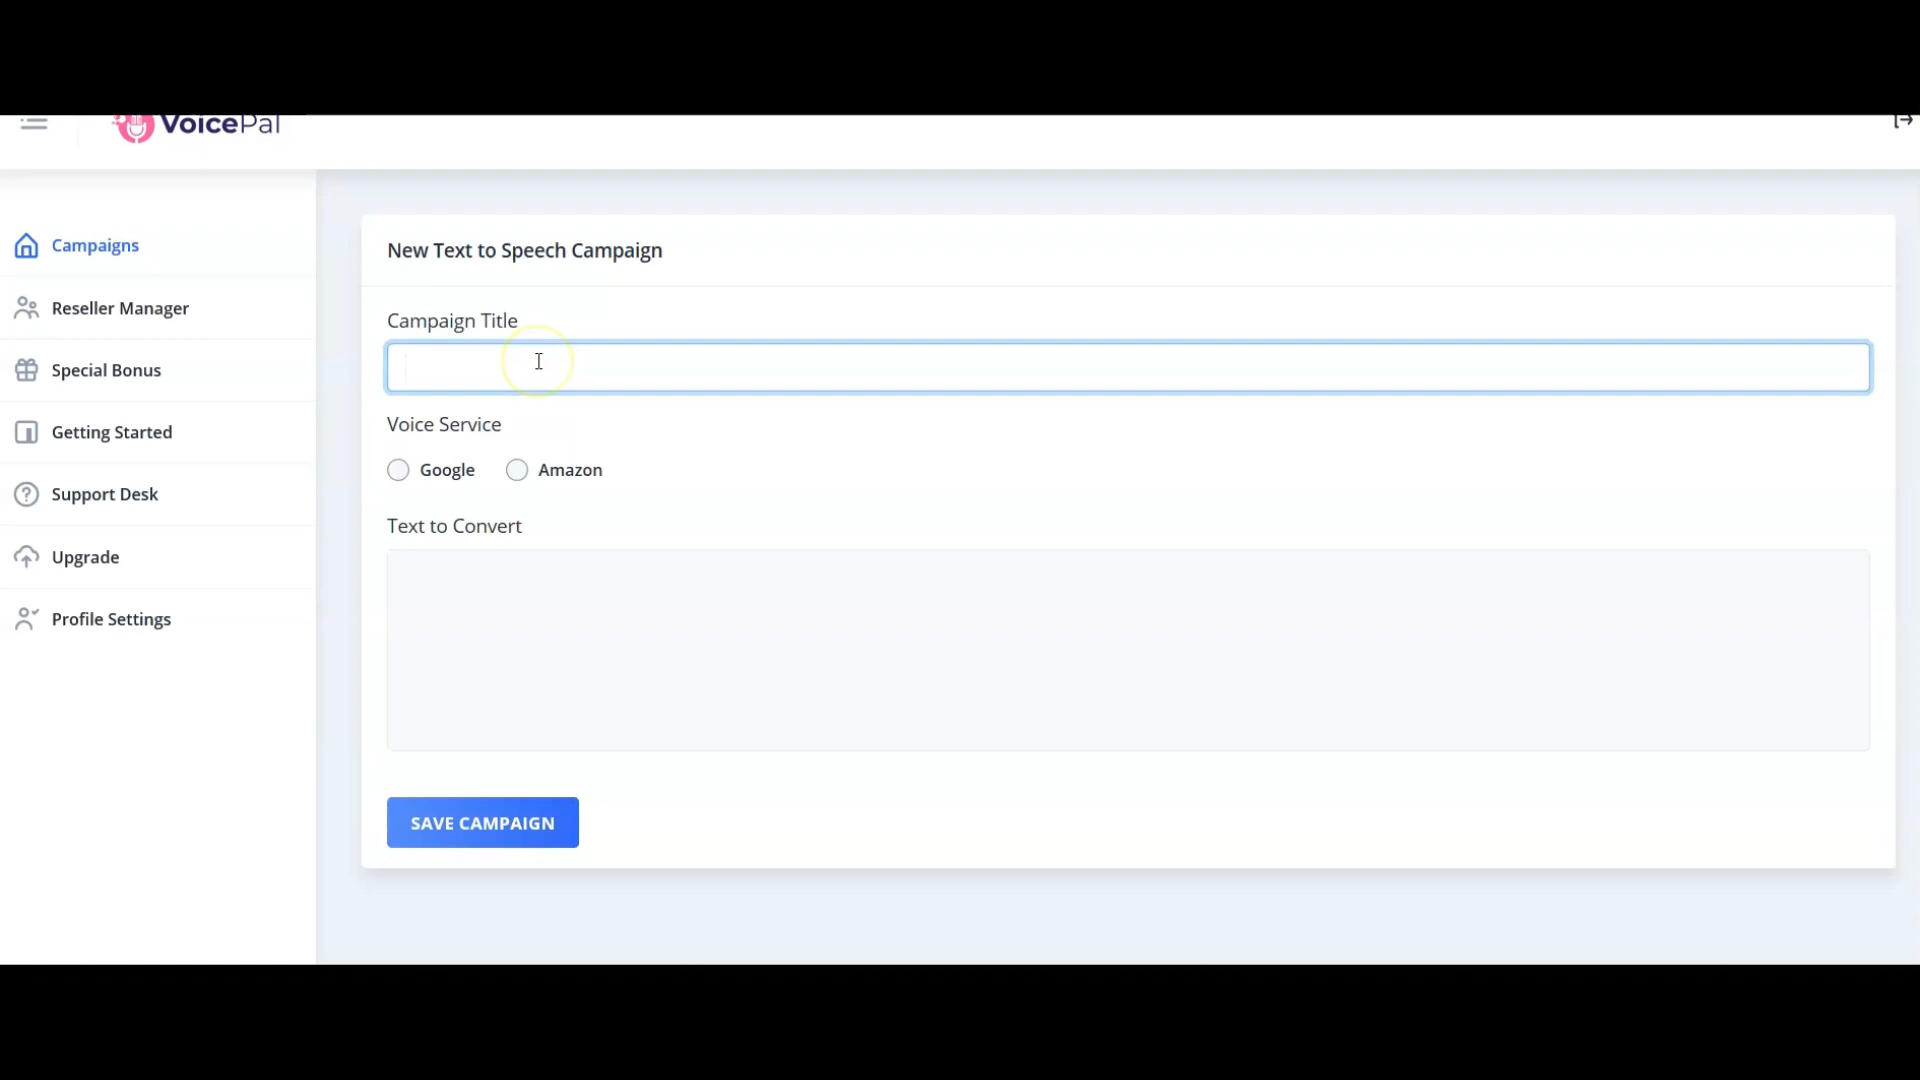 VoicePal
Campaigns
Reseller Manager
Special Bonus
Getting Started
Support Desk
Upgrade
Profile Settings
New Text to Speech Campaign
Campaign Title
Voice Service
Google Amazon
Text to Convert
SAVE CAMPAIGN